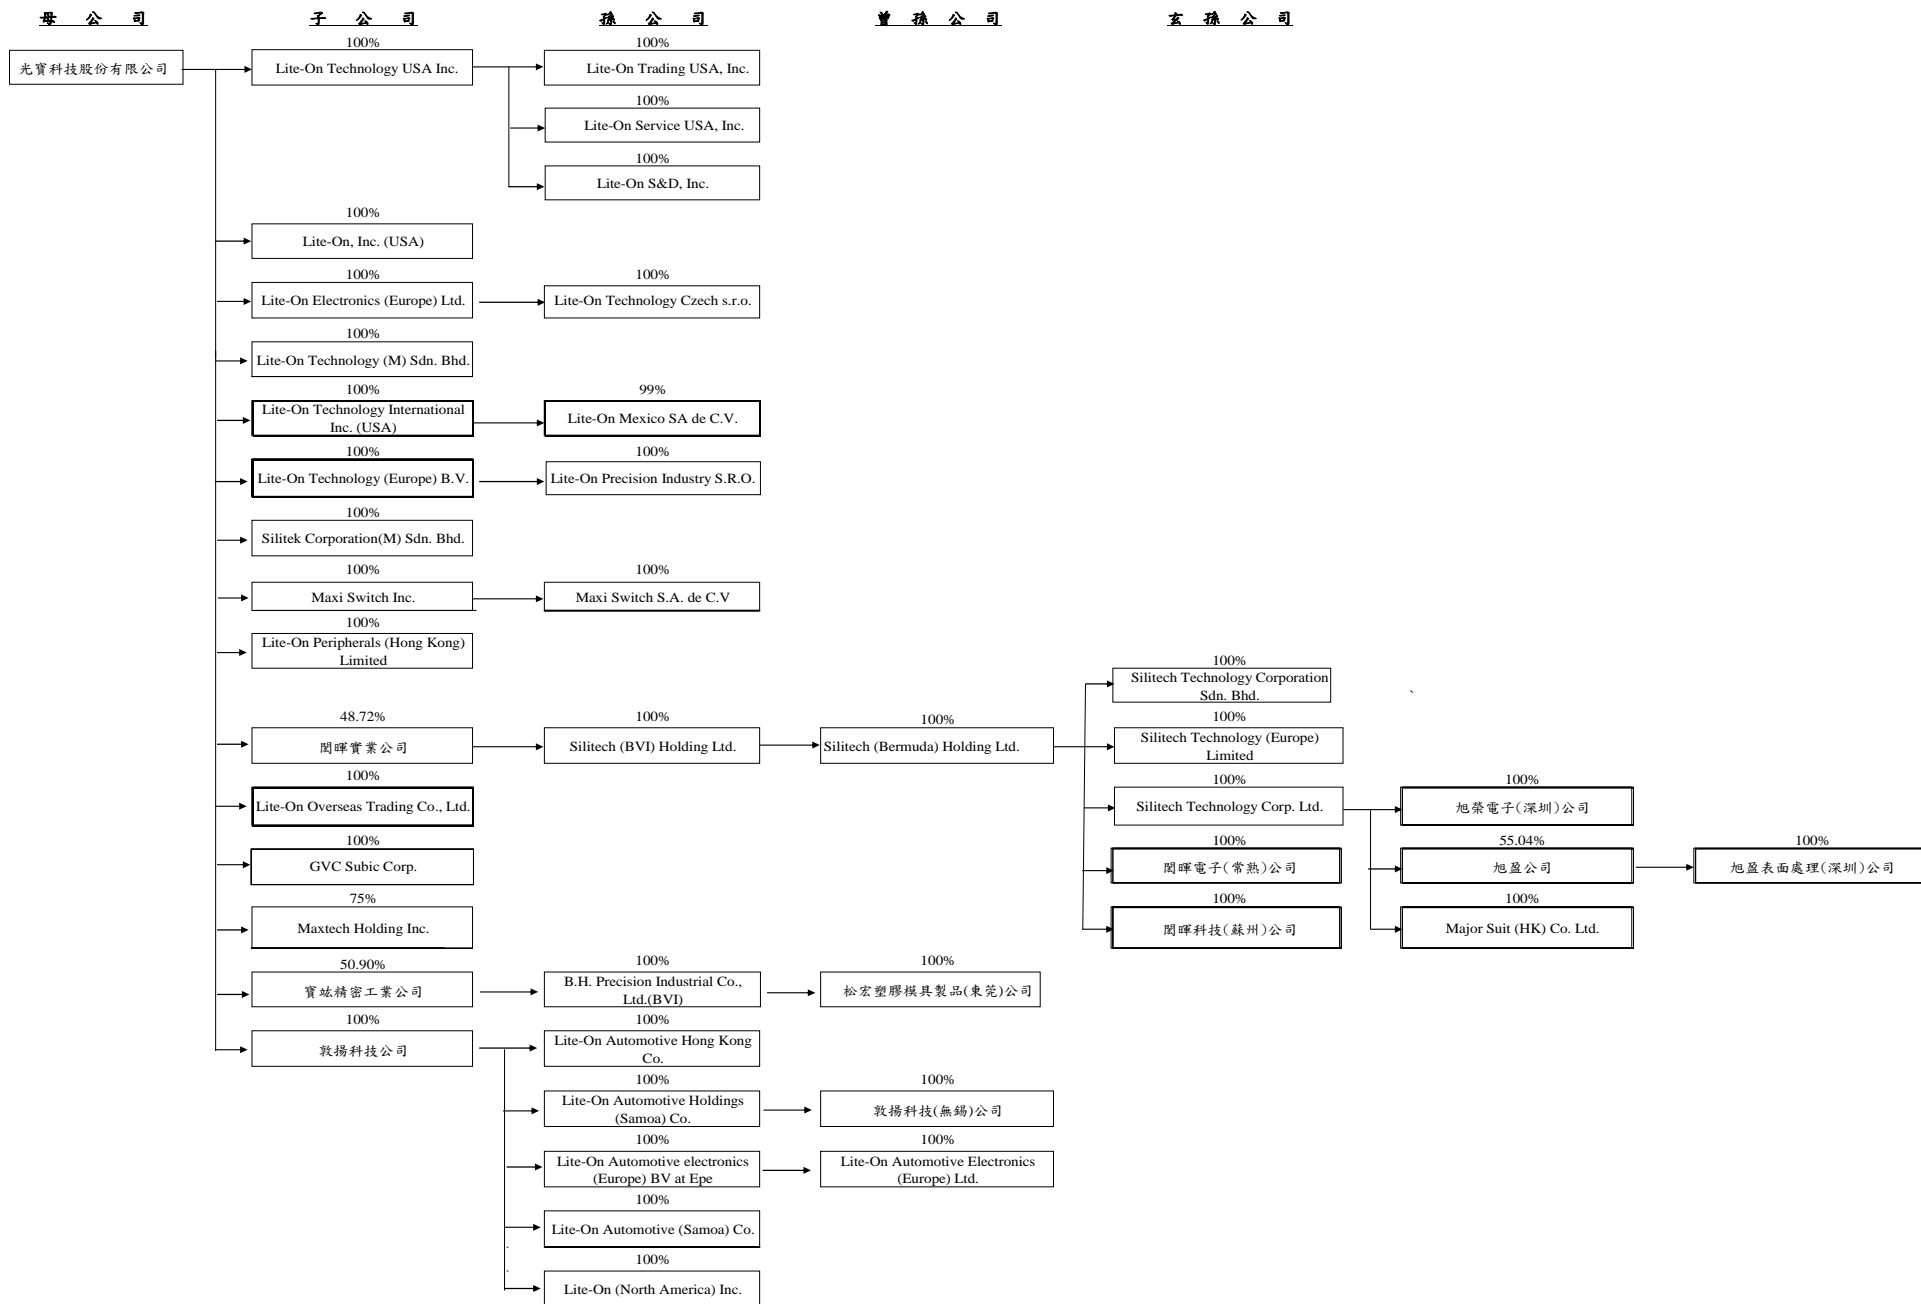 母 公 司
子 公 司
孫 公 司
曾 孫 公 司
玄 孫 公 司
光寶科技股份有限公司
100%
Lite-On Technology USA Inc.
100%
Lite-On Trading USA, Inc.
100%
Lite-On Service USA, Inc.
100%
Lite-On S&D, Inc.
100%
Lite-On, Inc. (USA)
100%
Lite-On Electronics (Europe) Ltd.
100%
Lite-On Technology Czech s.r.o.
100%
Lite-On Technology (M) Sdn. Bhd.
100%
Lite-On Technology International
Inc. (USA)
99%
Lite-On Mexico SA de C.V.
100%
Lite-On Technology (Europe) B.V.
100%
Lite-On Precision Industry S.R.O.
100%
Silitek Corporation(M) Sdn. Bhd.
100%
Maxi Switch Inc.
100%
Maxi Switch S.A. de C.V
100%
Lite-On Peripherals (Hong Kong)
Limited
48.72%
閎暉實業公司
100%
Silitech (BVI) Holding Ltd.
100%
Silitech (Bermuda) Holding Ltd.
100%
Silitech Technology Corporation
Sdn. Bhd.
100%
Silitech Technology (Europe)
Limited
100%
Silitech Technology Corp. Ltd.
100%
旭榮電子(深圳)公司
55.04%
旭盈公司
100%
旭盈表面處理(深圳)公司
100%
Major Suit (HK) Co. Ltd.
100%
閎暉電子(常熟)公司
100%
閎暉科技(蘇州)公司
100%
Lite-On Overseas Trading Co., Ltd.
100%
GVC Subic Corp.
75%
Maxtech Holding Inc.
50.90%
寶竑精密工業公司
100%
B.H. Precision Industrial Co.,
Ltd.(BVI)
100%
松宏塑膠模具製品(東莞)公司
100%
敦揚科技公司
100%
Lite-On Automotive Hong Kong
Co.
100%
Lite-On Automotive Holdings
(Samoa) Co.
100%
敦揚科技(無錫)公司
100%
Lite-On Automotive electronics
(Europe) BV at Epe
100%
Lite-On Automotive Electronics
(Europe) Ltd.
100%
Lite-On Automotive (Samoa) Co.
100%
Lite-On (North America) Inc.